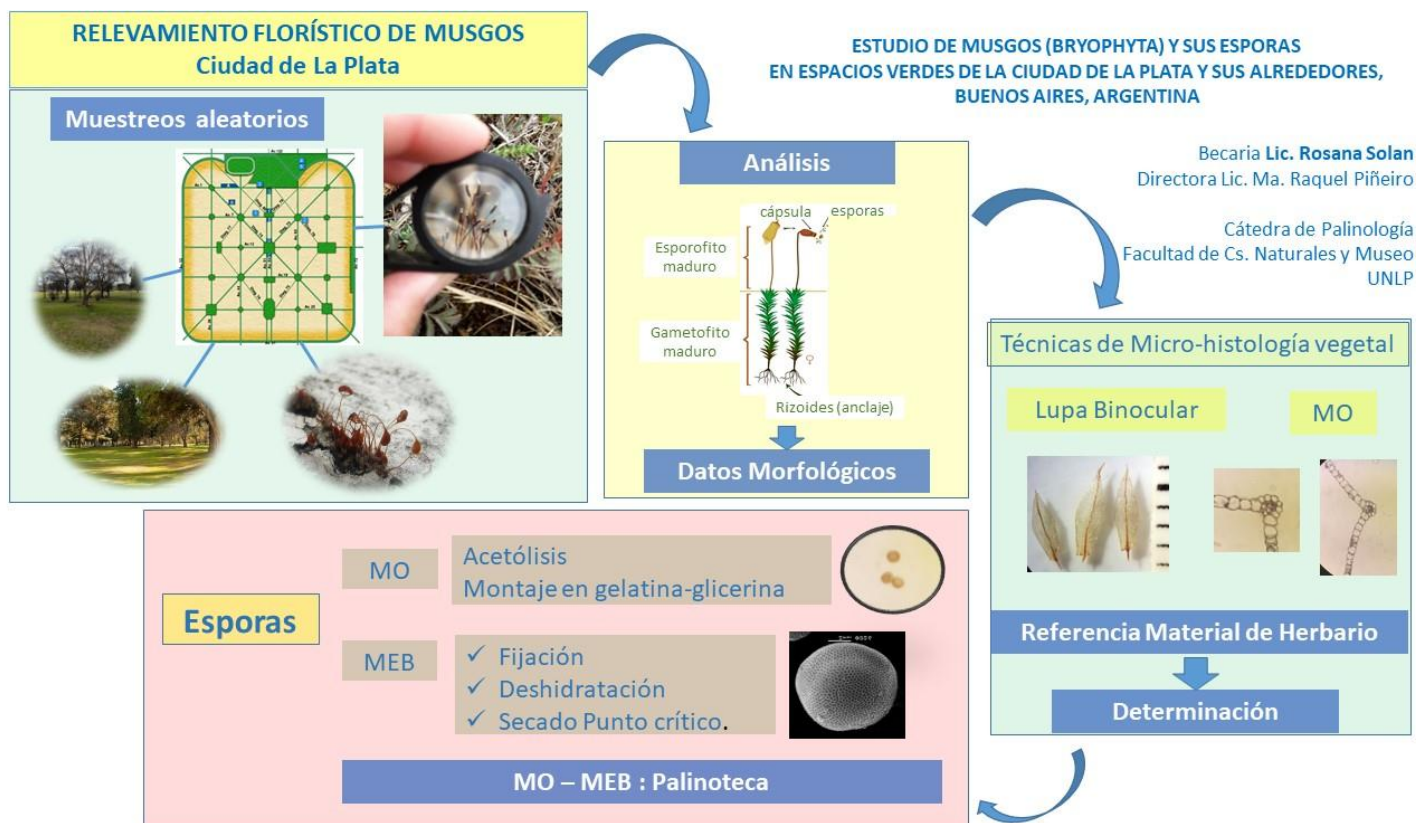 RELEVAMIENTO FLORÍSTICO DE MUSGOS
Ciudad de La Plata
Muestreos aleatorios
ESTUDIO DE MUSGOS (BRYOPHYTA) Y SUS ESPORAS
EN ESPACIOS VERDES DE LA CIUDAD DE LA PLATA Y SUS ALREDEDORES,
BUENOS AIRES, ARGENTINA
Becaria Lic. Rosana Solan
Directora Lic. Ma. Raquel Piñeiro
Cátedra de Palinología
Facultad de Cs. Naturales y Museo
UNLP
Análisis
cápsula
esporas
Esporofito
maduro
Gametofito
maduro
♀
Rizoides (anclaje)
Datos Morfológicos
Técnicas de Micro-histología vegetal
Lupa Binocular
MO
Referencia Material de Herbario
Determinación
Esporas
MO
Acetólisis
Montaje en gelatina-glicerina
MEB
✓ Fijación
✓ Deshidratación
✓ Secado Punto crítico.
MO – MEB : Palinoteca